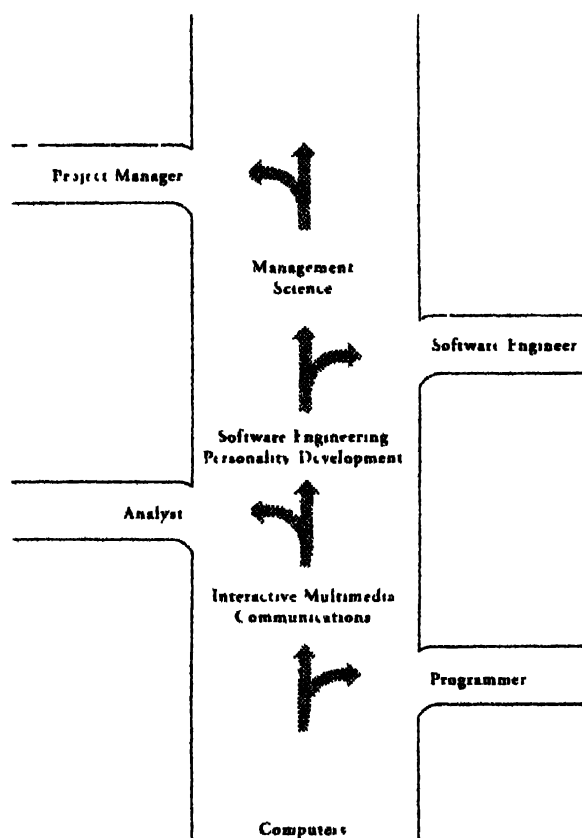 Project Manager
Management
Science
Software Engineer
Software Engineering
Personality Development
Analyst
Interactive Multimedia
Communications
Programmer
Computers